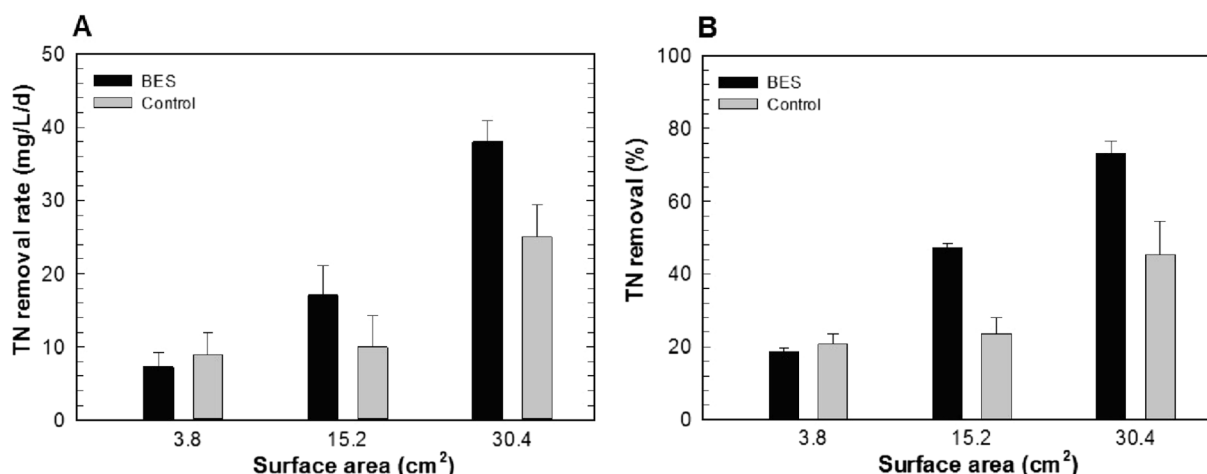 A
TN removal rate (mg/L/d)
50
40
30
20
10
0
BES
Control
3.8
15.2
30.4
Surface area (cm²)
B
TN removal (%)
100
80
60
40
20
0
BES
Control
3.8
15.2
30.4
Surface area (cm²)